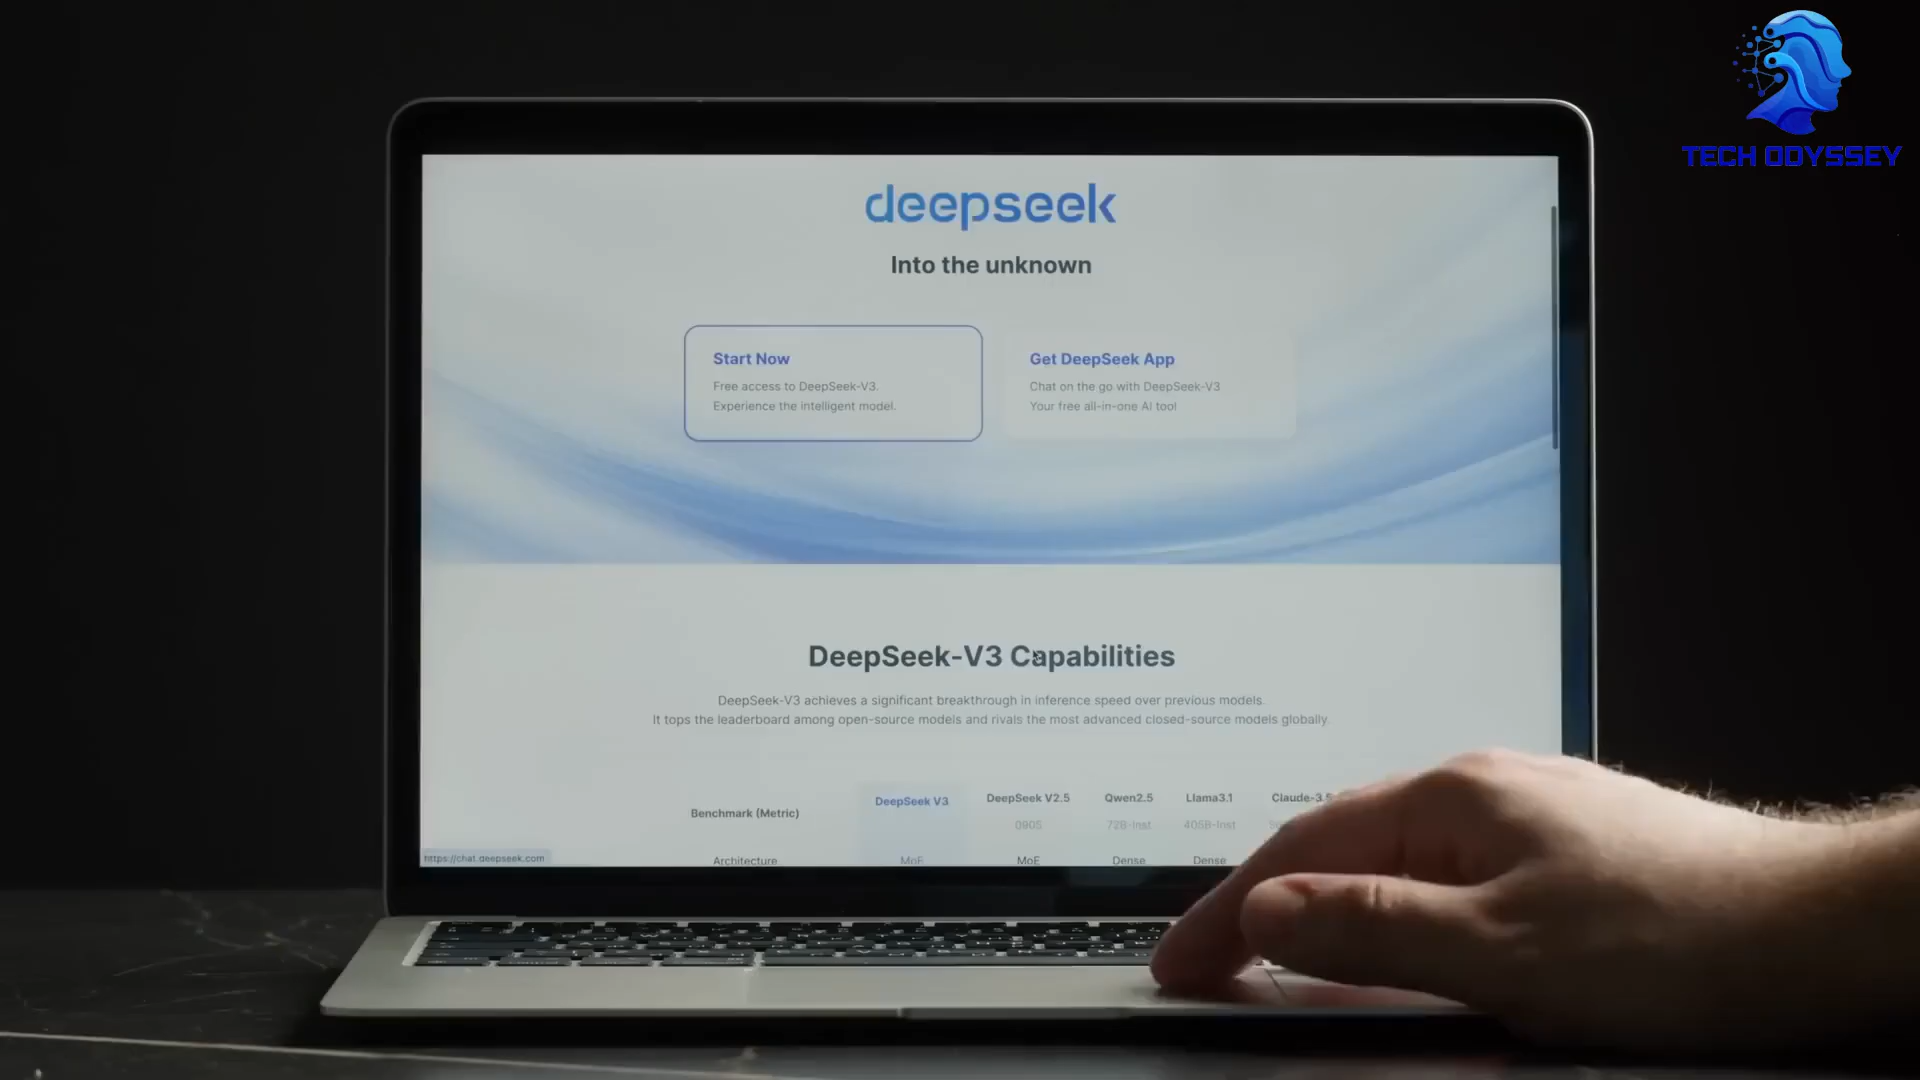 TECH ODYSSEY
deepseek
Into the unknown
Start Now
Free access to DeepSeek-V3.
Experience the intelligent model.
Get DeepSeek App
Chat on the go with DeepSeek-V3
Your free all-in-one AI tool
DeepSeek-V3 Capabilities
DeepSeek-V3 achieves a significant breakthrough in inference speed over previous models.
It tops the leaderboard among open-source models and rivals the most advanced closed-source models globally.
Benchmark (Metric) DeepSeek V3 DeepSeek V2.5 Qwen2.5 Llama3.1 Claude-3.5
0905 72B-Inst 405B-Inst
Architecture MoE MoE Dense Dense
https://chat.deepseek.com